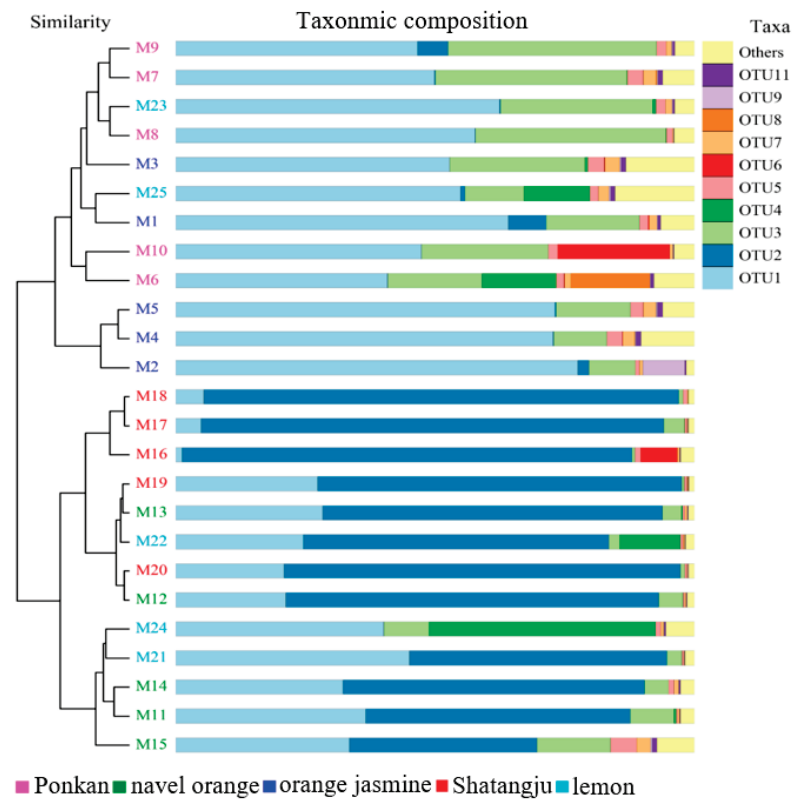 Similarity
Taxonmic composition
Taxa
M9
M7
M23
M8
M3
M25
M1
M10
M6
M5
M4
M2
M18
M17
M16
M19
M13
M22
M20
M12
M24
M21
M14
M11
M15
Others
OTU11
OTU9
OTU8
OTU7
OTU6
OTU5
OTU4
OTU3
OTU2
OTU1
Ponkan navel orange orange jasmine Shatangju lemon